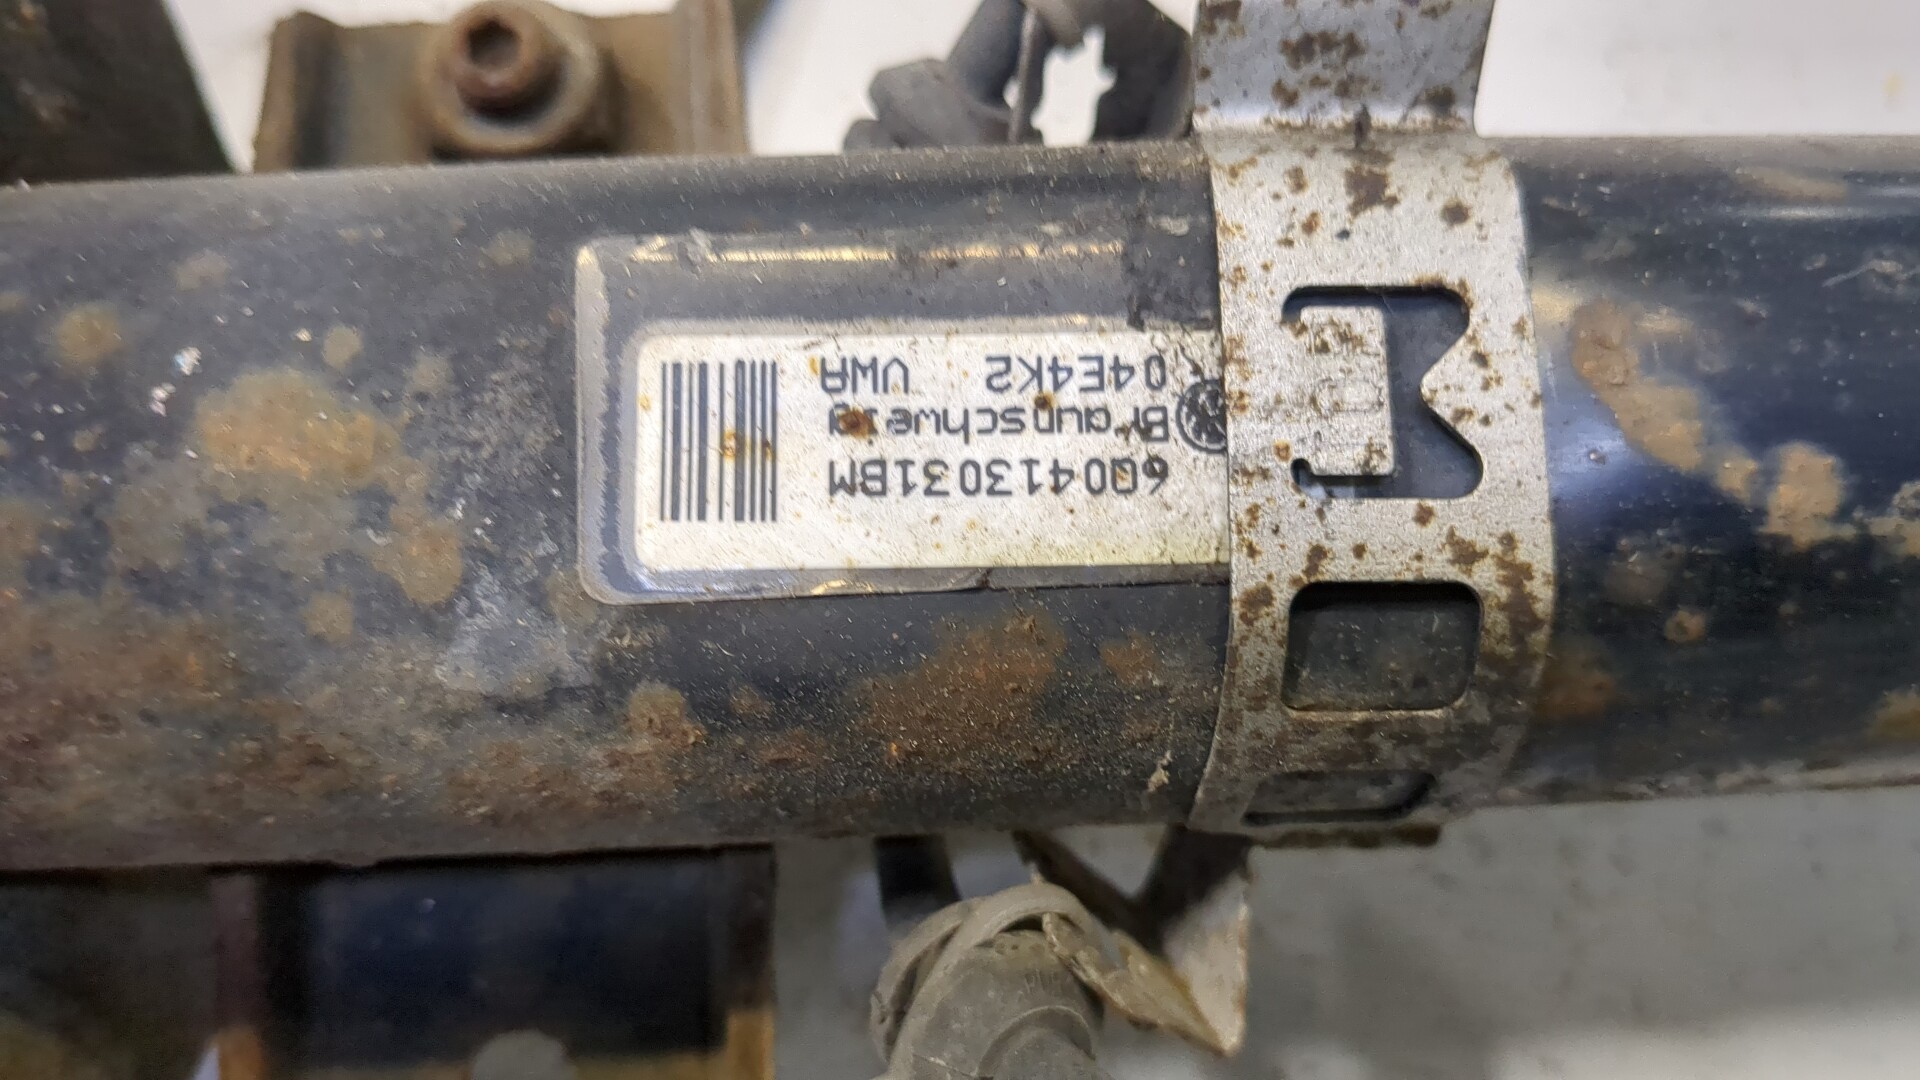 6Q0413031BM
Braunschweig
04E4K2 VWA